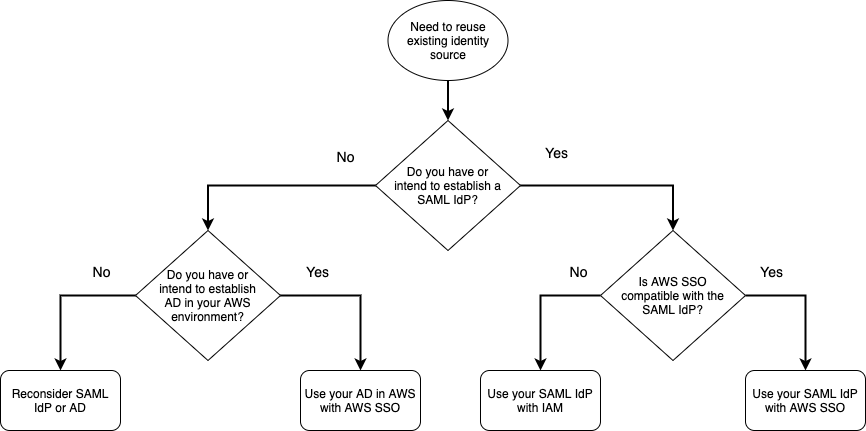 Need to reuse
existing identity
source
No
Yes
Do you have or
intend to establish a
SAML IdP?
No
Do you have or
intend to establish
AD in your AWS
environment?
Yes
No
Is AWS SSO
compatible with the
SAML IdP?
Yes
Reconsider SAML
IdP or AD
Use your AD in AWS
with AWS SSO
Use your SAML IdP
with IAM
Use your SAML IdP
with AWS SSO